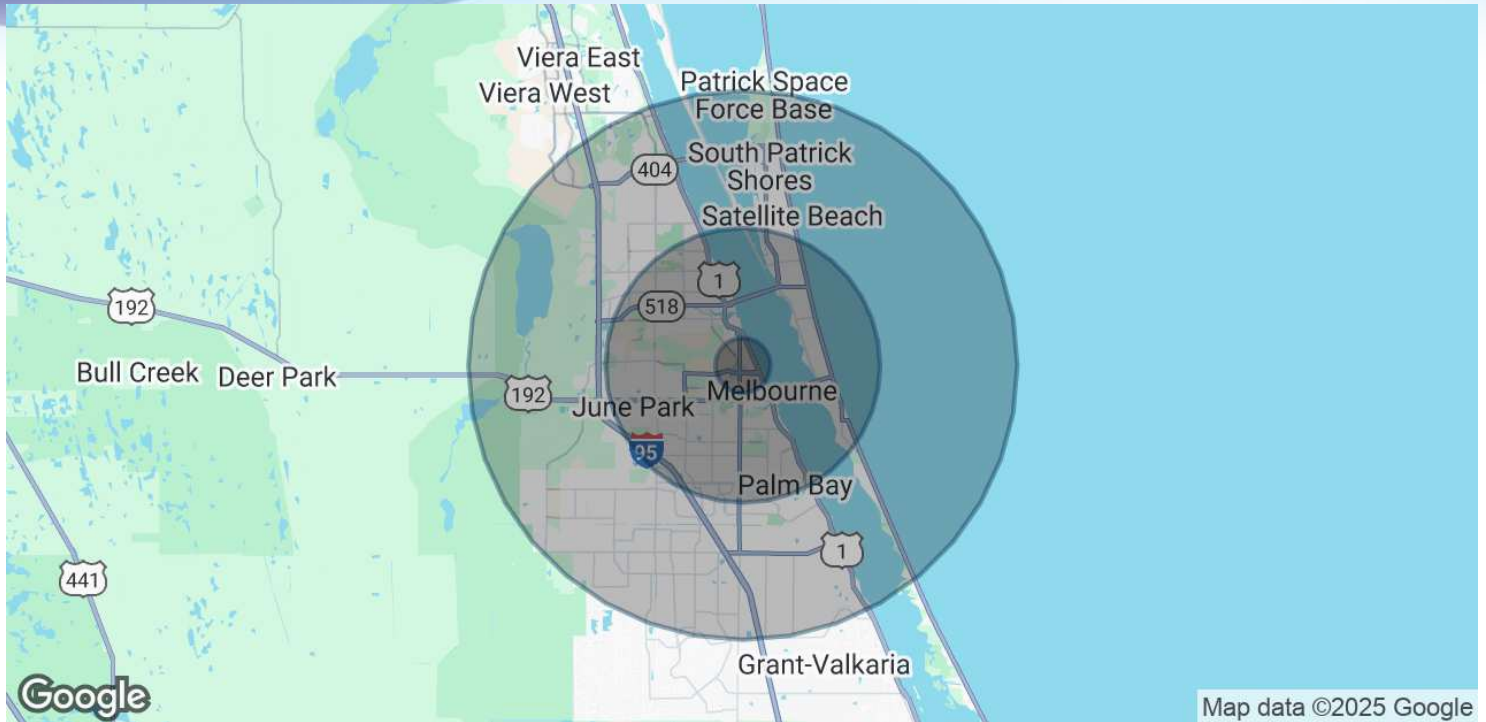 Viera East
Viera West
Patrick Space
Force Base
404
South Patrick
Shores
Satellite Beach
1
192
518
Bull Creek
Deer Park
192
Melbourne
June Park
95
Palm Bay
1
441
Grant-Valkaria
Google
Map data ©2025 Google